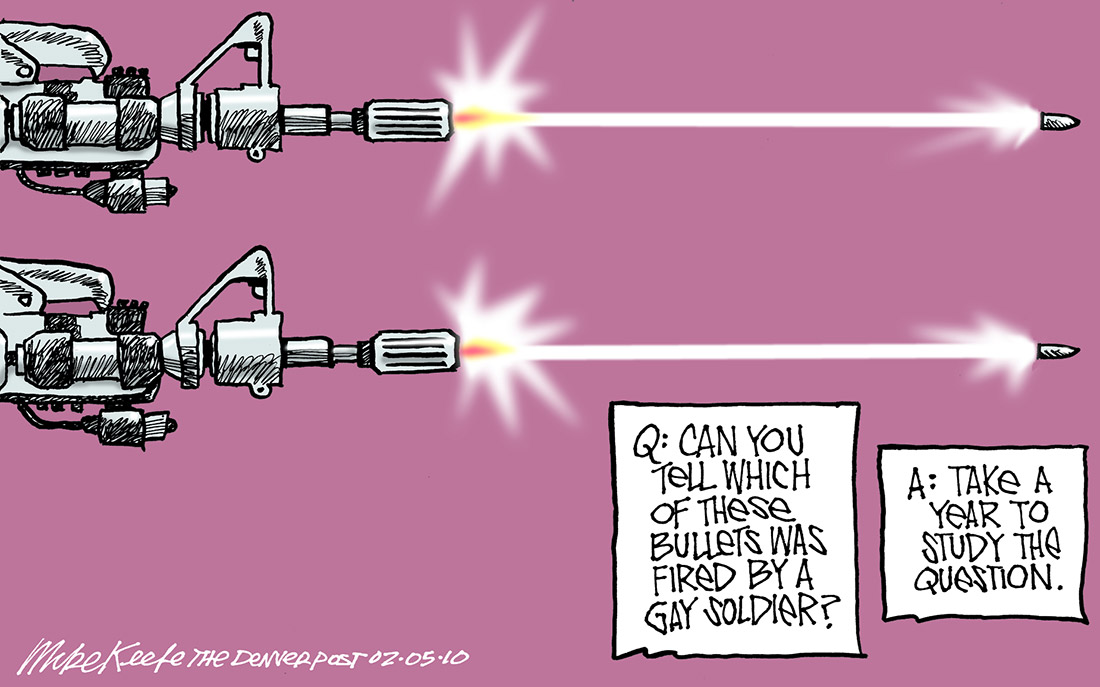 Q: CAN YOU
TELL WHICH
OF THESE
BULLETS WAS
FIRED BY A
GAY SOLDIER?
A: TAKE A
YEAR TO
STUDY THE
QUESTION.
Mike Keefe THE DENVER POST 02.05.10